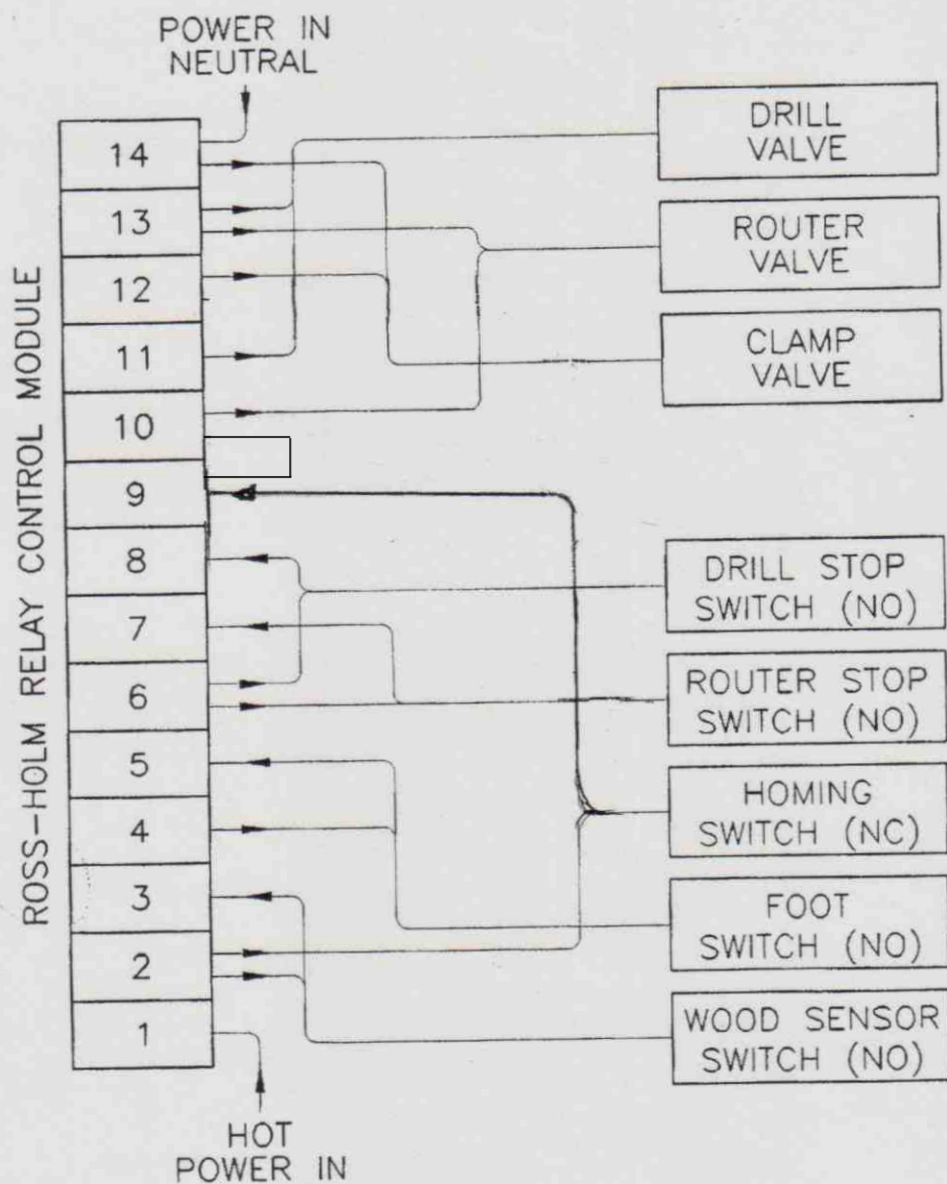 POWER IN
NEUTRAL
ROSS-HOLM RELAY CONTROL MODULE
14
13
12
11
10
9
8
7
6
5
4
3
2
1
DRILL
VALVE
ROUTER
VALVE
CLAMP
VALVE
DRILL STOP
SWITCH (NO)
ROUTER STOP
SWITCH (NO)
HOMING
SWITCH (NC)
FOOT
SWITCH (NO)
WOOD SENSOR
SWITCH (NO)
HOT
POWER IN